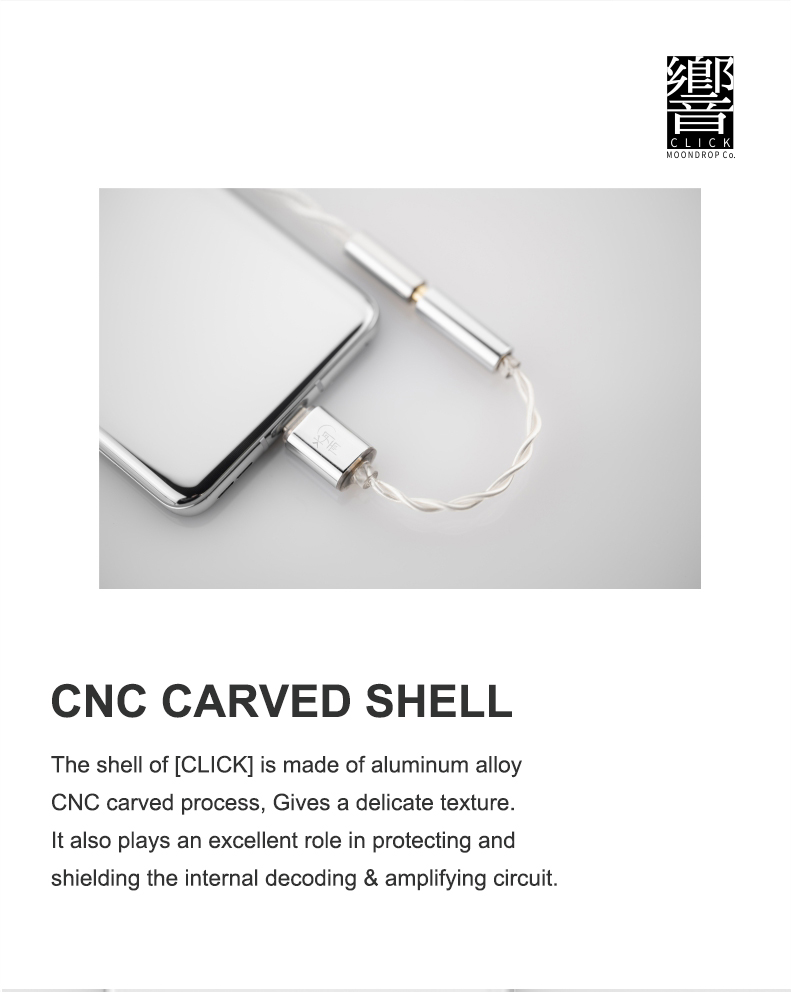 響
CLICK
MOONDROP Co.
CNC CARVED SHELL
The shell of [CLICK] is made of aluminum alloy
CNC carved process, Gives a delicate texture.
It also plays an excellent role in protecting and
shielding the internal decoding & amplifying circuit.